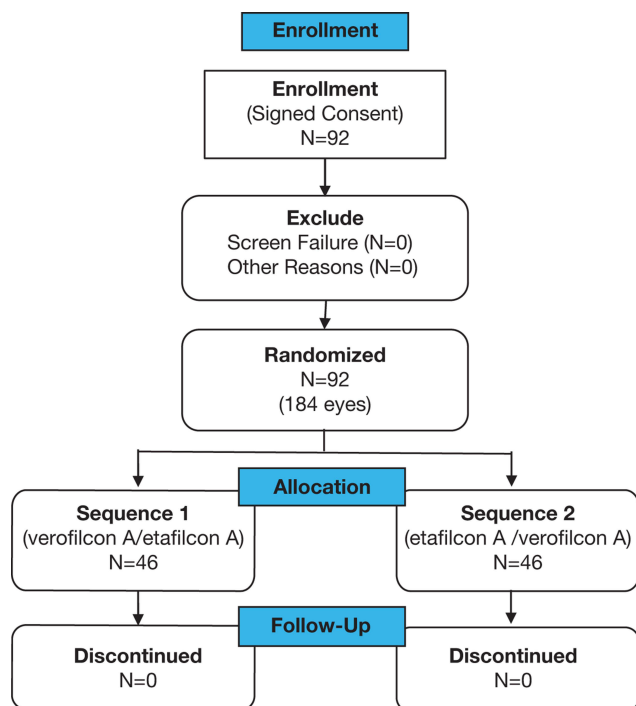 Enrollment
Enrollment
(Signed Consent)
N=92
Exclude
Screen Failure (N=0)
Other Reasons (N=0)
Randomized
N=92
(184 eyes)
Allocation
Sequence 1
(verofilcon A/etafilcon A)
N=46
Sequence 2
(etafilcon A /verofilcon A)
N=46
Follow-Up
Discontinued
N=0
Discontinued
N=0